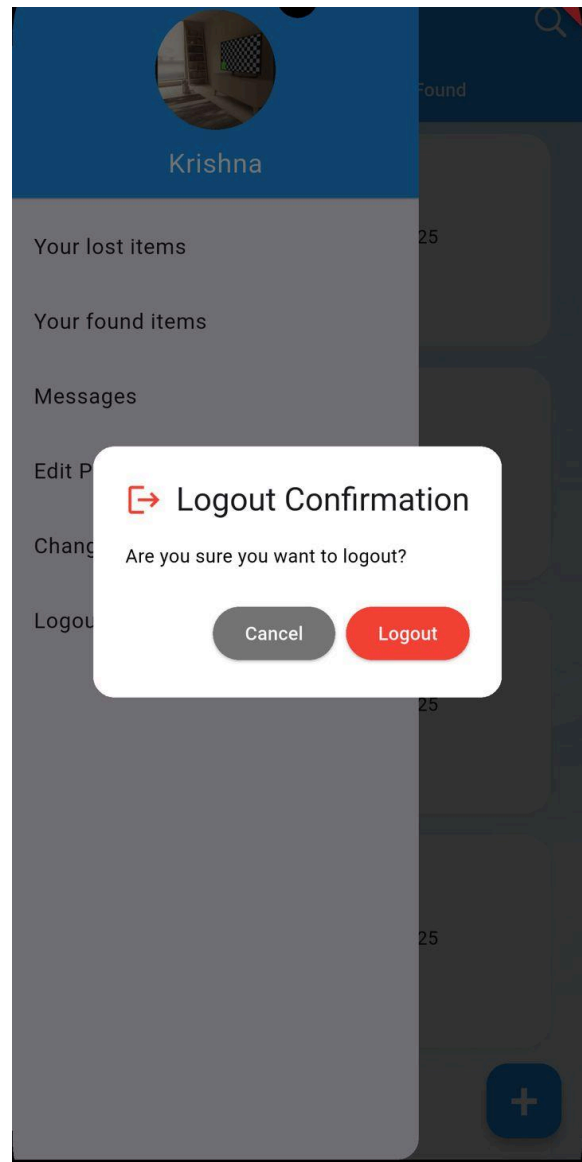 Found
Krishna
Your lost items
25
Your found items
Messages
Edit P
Logout Confirmation
Chang
Are you sure you want to logout?
Logou
Cancel Logout
25
25
+